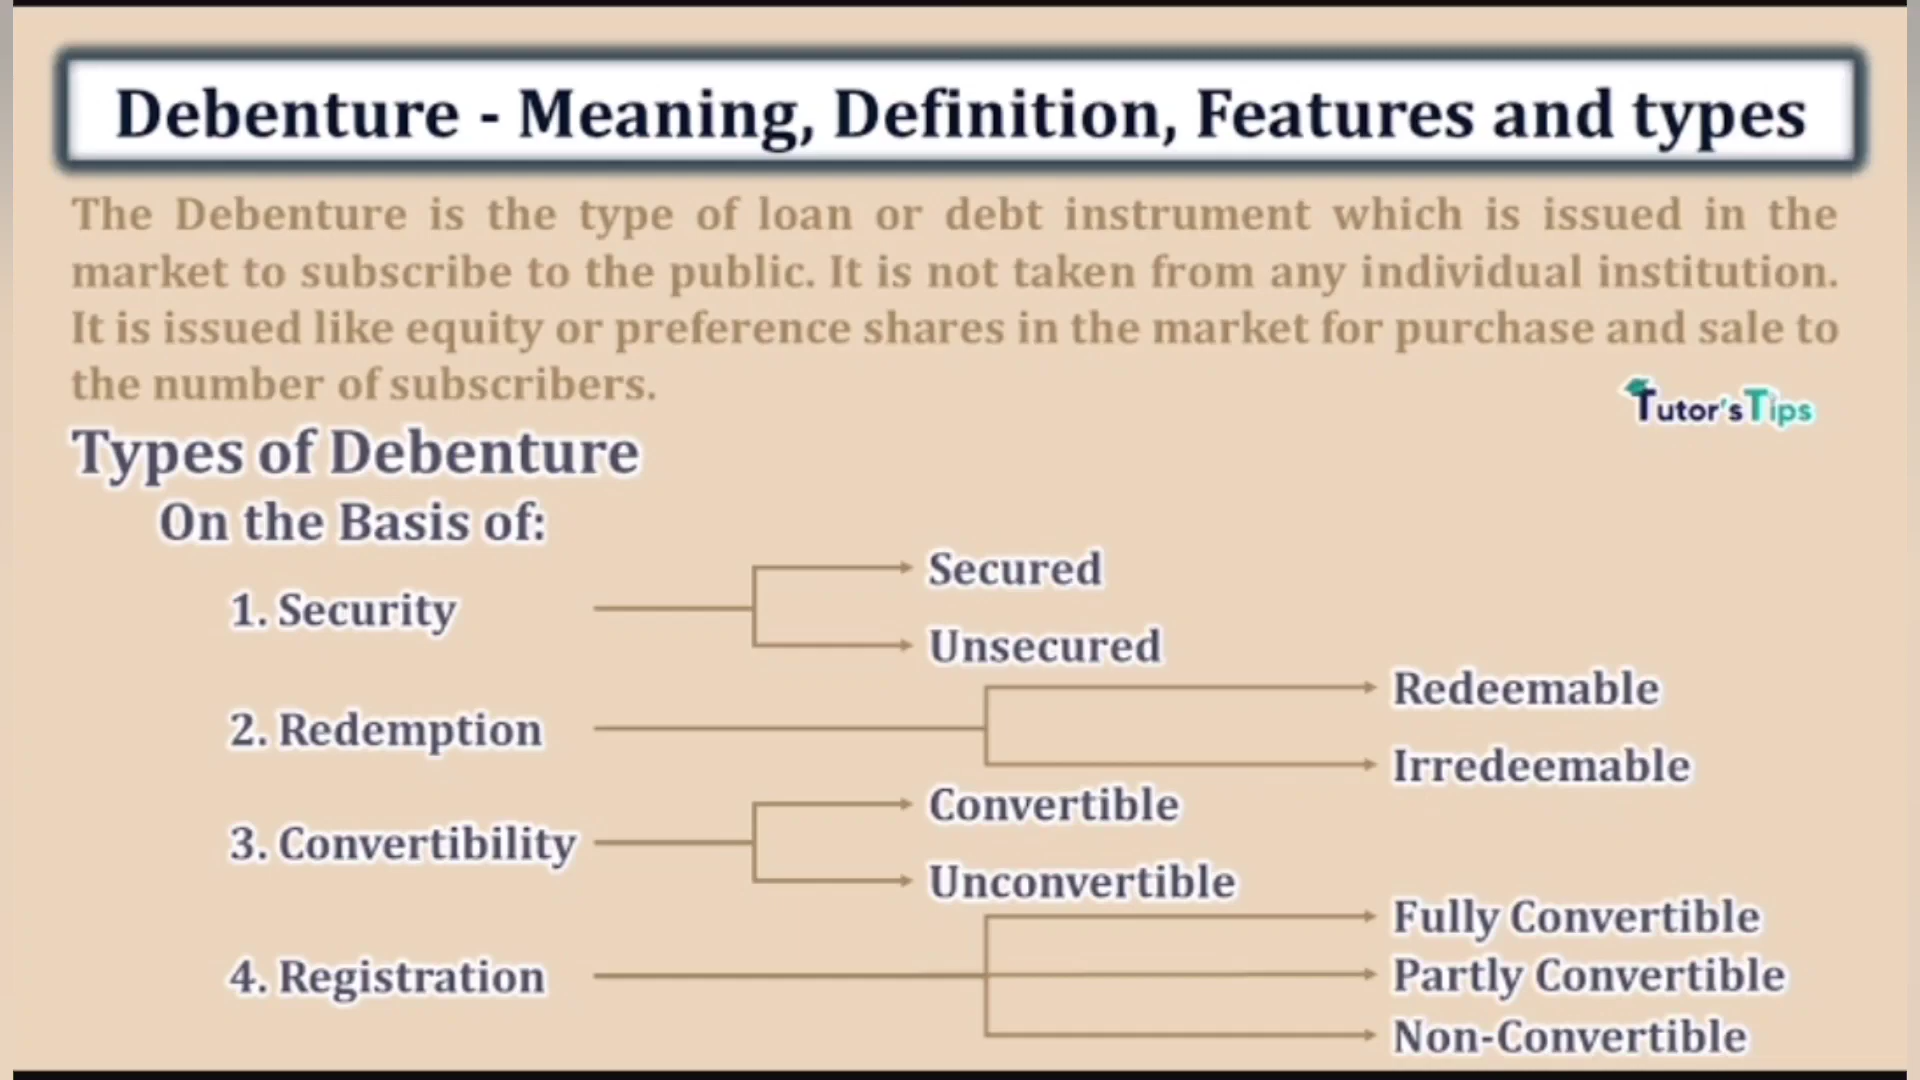 Debenture - Meaning, Definition, Features and types
The Debenture is the type of loan or debt instrument which is issued in the
market to subscribe to the public. It is not taken from any individual institution.
It is issued like equity or preference shares in the market for purchase and sale to
the number of subscribers.
Tutor'sTips
Types of Debenture
On the Basis of:
1. Security
Secured
Unsecured
2. Redemption
Redeemable
Irredeemable
3. Convertibility
Convertible
Unconvertible
4. Registration
Fully Convertible
Partly Convertible
Non-Convertible